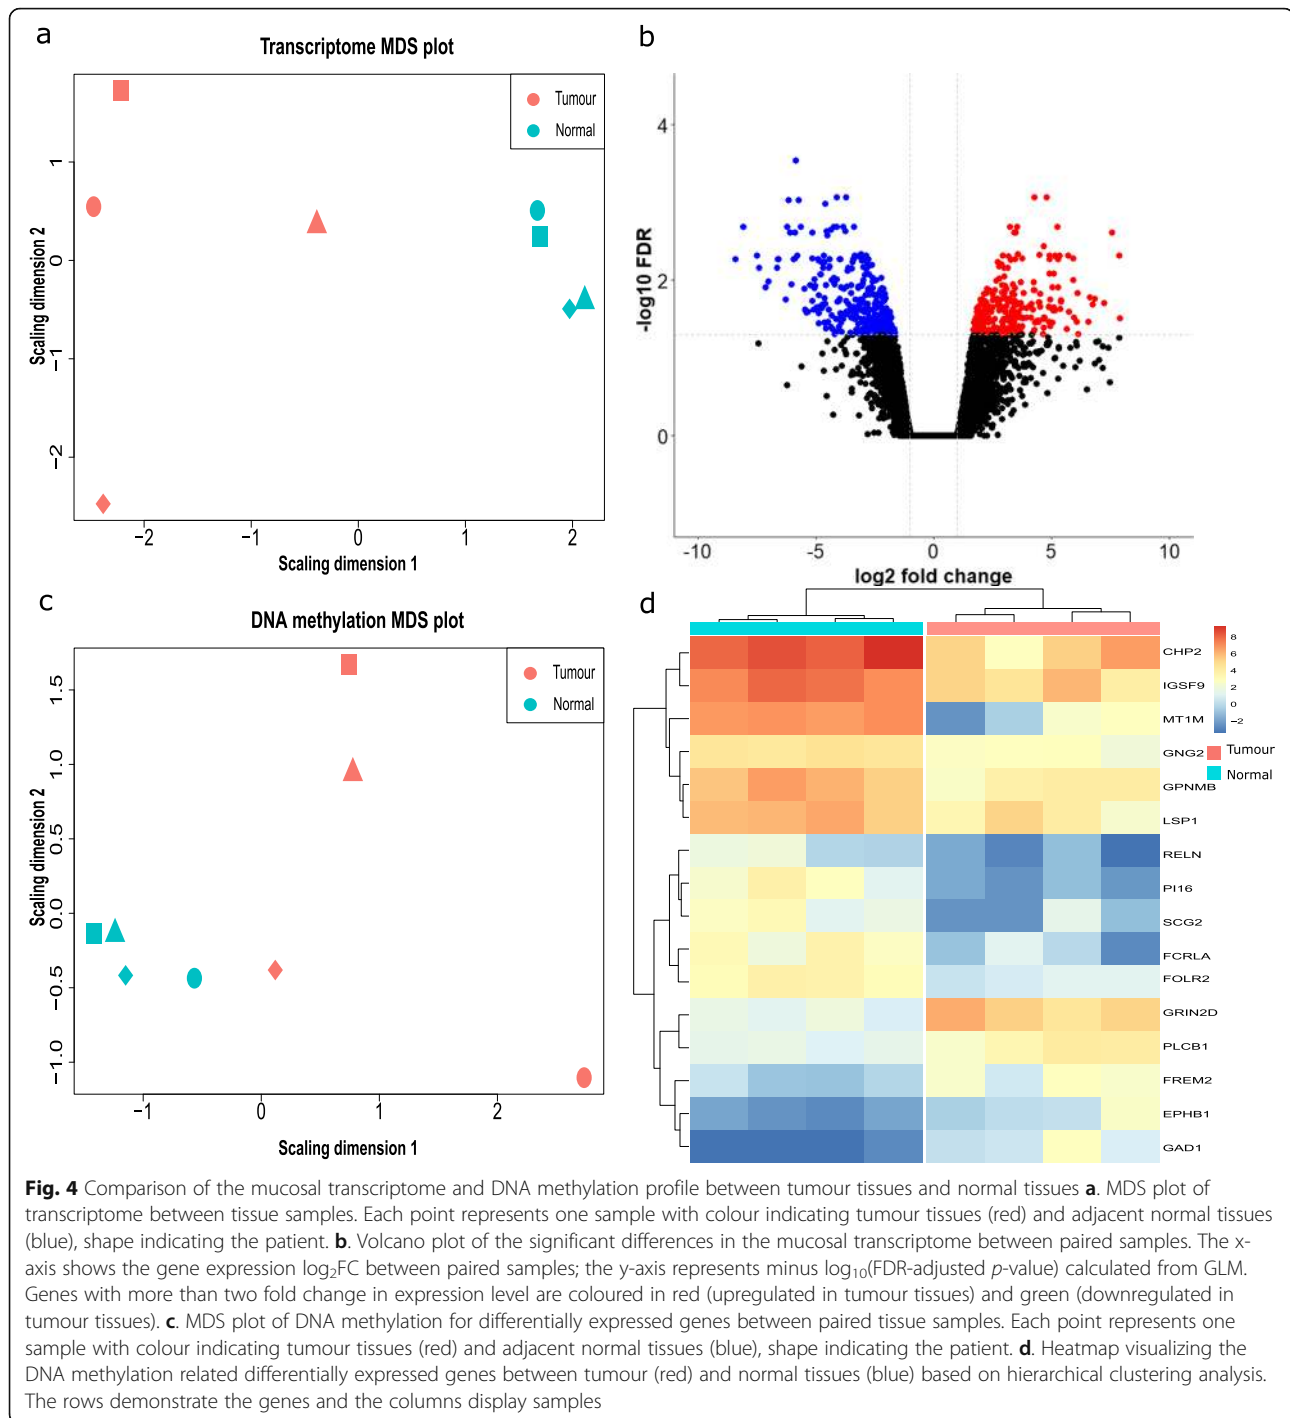 a
Transcriptome MDS plot
Tumour
Normal
Scaling dimension 2
1
0
−1
−2
−2
−1
0
1
2
Scaling dimension 1
b
-log10 FDR
4
2
0
-10
-5
0
5
10
log2 fold change
c
DNA methylation MDS plot
Tumour
Normal
Scaling dimension 2
1.5
1.0
0.5
0.0
−0.5
−1.0
−1
0
1
2
Scaling dimension 1
d
CHP2
IGSF9
MT1M
GNG2
GPNMB
LSP1
RELN
PI16
SCG2
FCRLA
FOLR2
GRIN2D
PLCB1
FREM2
EPHB1
GAD1
8
6
4
2
0
−2
Tumour
Normal
Fig. 4 Comparison of the mucosal transcriptome and DNA methylation profile between tumour tissues and normal tissues a. MDS plot of
transcriptome between tissue samples. Each point represents one sample with colour indicating tumour tissues (red) and adjacent normal tissues
(blue), shape indicating the patient. b. Volcano plot of the significant differences in the mucosal transcriptome between paired samples. The x-
axis shows the gene expression log2FC between paired samples; the y-axis represents minus log10(FDR-adjusted p-value) calculated from GLM.
Genes with more than two fold change in expression level are coloured in red (upregulated in tumour tissues) and green (downregulated in
tumour tissues). c. MDS plot of DNA methylation for differentially expressed genes between paired tissue samples. Each point represents one
sample with colour indicating tumour tissues (red) and adjacent normal tissues (blue), shape indicating the patient. d. Heatmap visualizing the
DNA methylation related differentially expressed genes between tumour (red) and normal tissues (blue) based on hierarchical clustering analysis.
The rows demonstrate the genes and the columns display samples